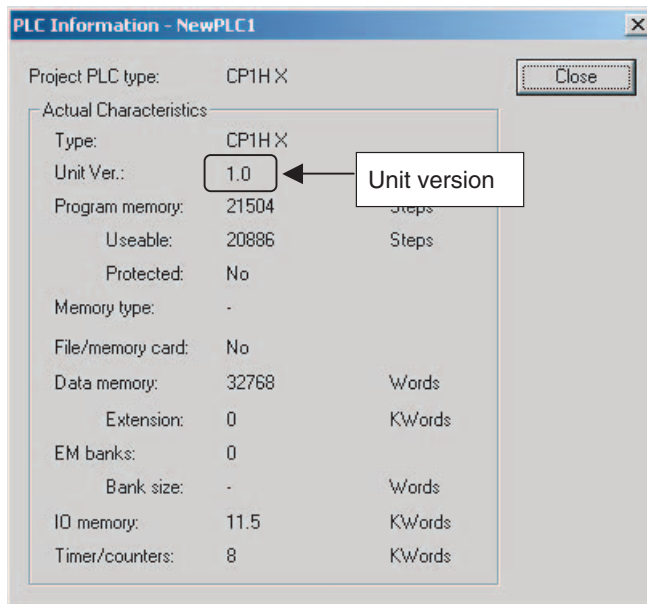 PLC Information - NewPLC1
Project PLC type: CP1H X Close
Actual Characteristics
Type: CP1H X
Unit Ver.: 1.0 Unit version
Program memory: 21504 Steps
Useable: 20886 Steps
Protected: No
Memory type: -
File/memory card: No
Data memory: 32768 Words
Extension: 0 KWords
EM banks: 0
Bank size: - Words
IO memory: 11.5 KWords
Timer/counters: 8 KWords